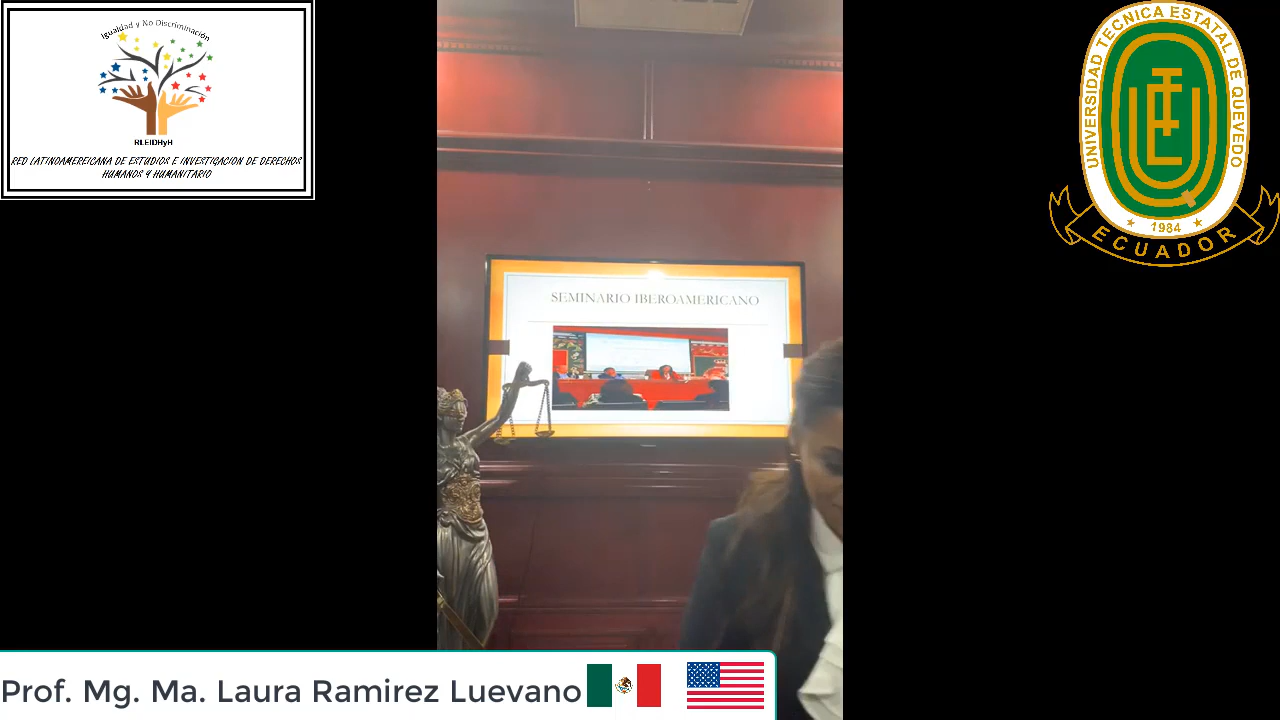 Igualdad y No Discriminación
RLEIDHyH
RED LATINOAMEREICANA DE ESTUDIOS E INVESTIGACION DE DERECHOS
HUMANOS Y HUMANITARIO
UNIVERSIDAD TECNICA ESTATAL DE QUEVEDO
1984
ECUADOR
SEMINARIO IBEROAMERICANO
Prof. Mg. Ma. Laura Ramirez Luevano